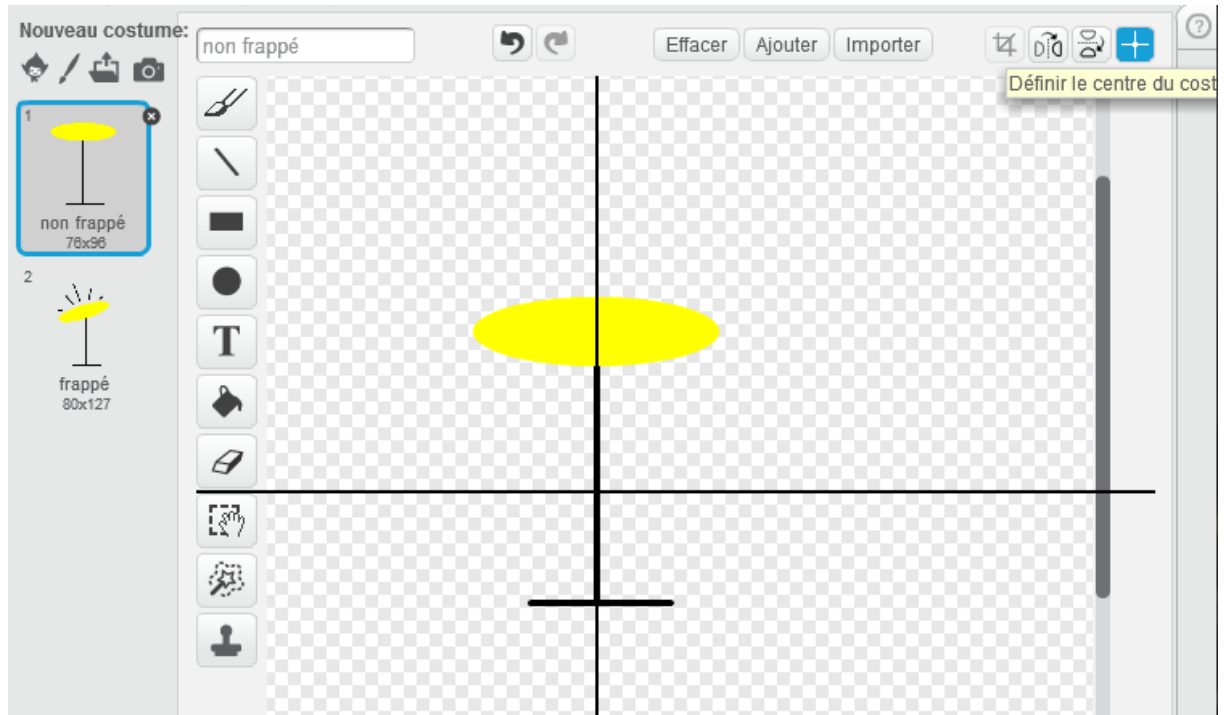 Nouveau costume:
non frappé
Effacer
Ajouter
Importer
Définir le centre du cost
1
non frappé
76x96
2
frappé
80x127
T
?